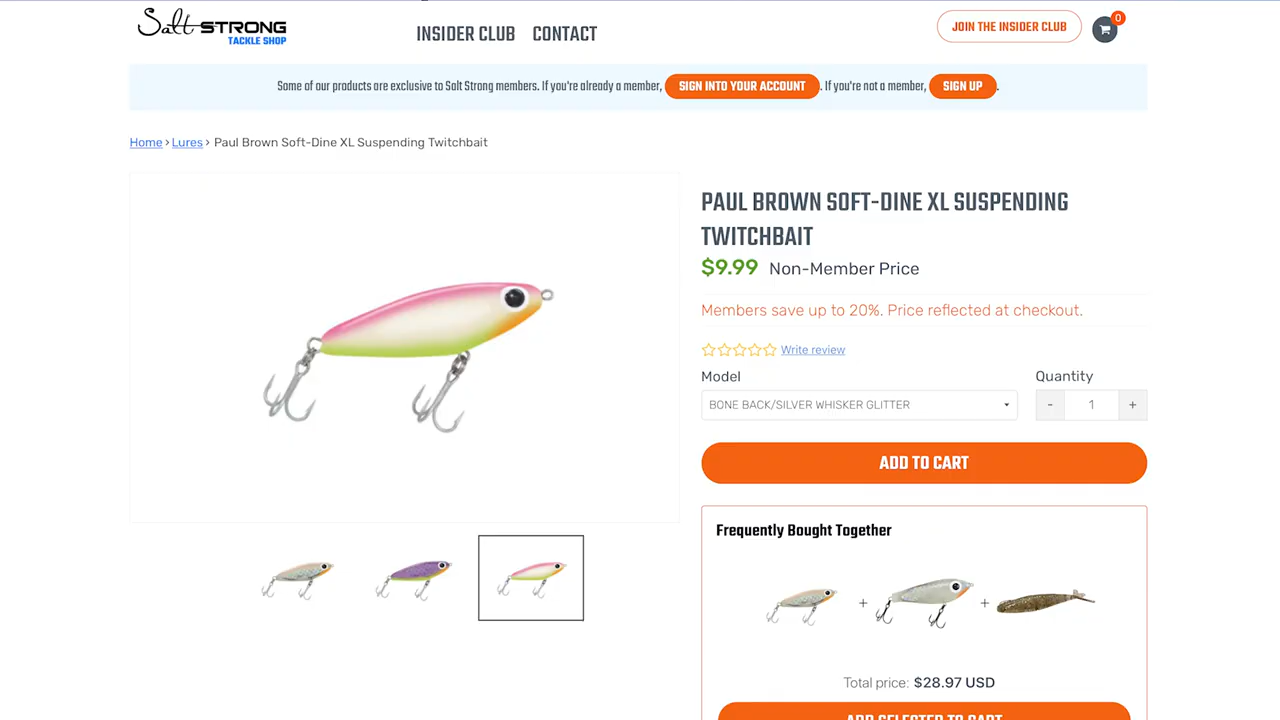 Salt STRONG
TACKLE SHOP
INSIDER CLUB CONTACT
JOIN THE INSIDER CLUB
0
Some of our products are exclusive to Salt Strong members. If you're already a member, SIGN INTO YOUR ACCOUNT . If you're not a member, SIGN UP .
Home › Lures › Paul Brown Soft-Dine XL Suspending Twitchbait
PAUL BROWN SOFT-DINE XL SUSPENDING
TWITCHBAIT
$9.99 Non-Member Price
Members save up to 20%. Price reflected at checkout.
Write review
Model Quantity
BONE BACK/SILVER WHISKER GLITTER - 1 +
ADD TO CART
Frequently Bought Together
+ +
Total price: $28.97 USD
ADD SELECTED TO CART